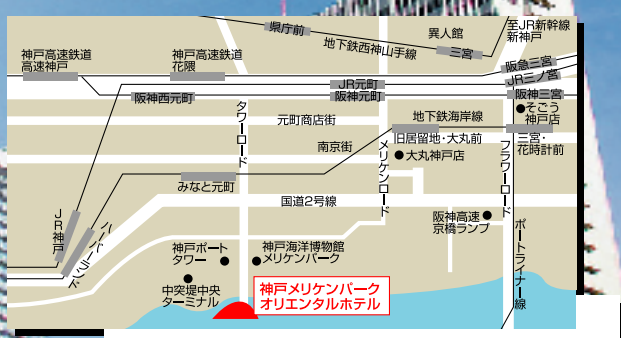 県庁前
異人館
至JR新幹線
新神戸
地下鉄西神山手線
三宮
神戸高速鉄道
高速神戸
神戸高速鉄道
花隈
阪急三宮
JR三ノ宮
JR元町
阪神西元町
阪神元町
阪神三宮
そごう
神戸店
タワーロード
元町商店街
地下鉄海岸線
旧居留地・大丸前
三宮・
花時計前
南京街
メリケンロード
大丸神戸店
フラワーロード
みなと元町
国道2号線
JR神戸
ハーバーランド
阪神高速
京橋ランプ
ポートライナー線
神戸ポート
タワー
神戸海洋博物館
メリケンパーク
中突堤中央
ターミナル
神戸メリケンパーク
オリエンタルホテル